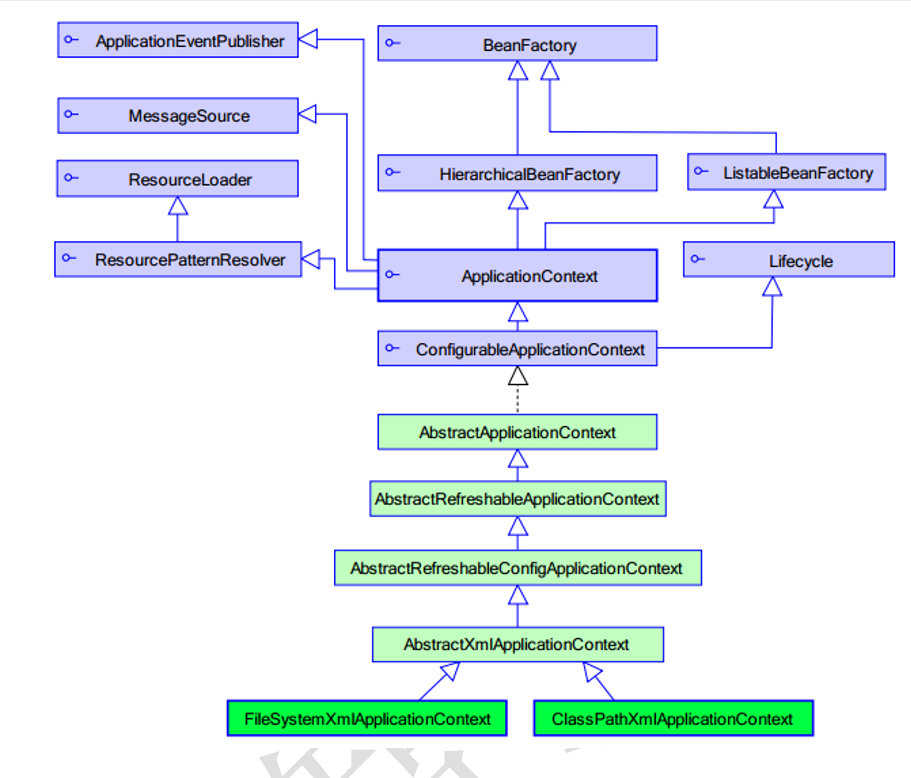 ApplicationEventPublisher
BeanFactory
MessageSource
ResourceLoader
HierarchicalBeanFactory
ListableBeanFactory
ResourcePatternResolver
ApplicationContext
Lifecycle
ConfigurableApplicationContext
AbstractApplicationContext
AbstractRefreshableApplicationContext
AbstractRefreshableConfigApplicationContext
AbstractXmlApplicationContext
FileSystemXmlApplicationContext
ClassPathXmlApplicationContext